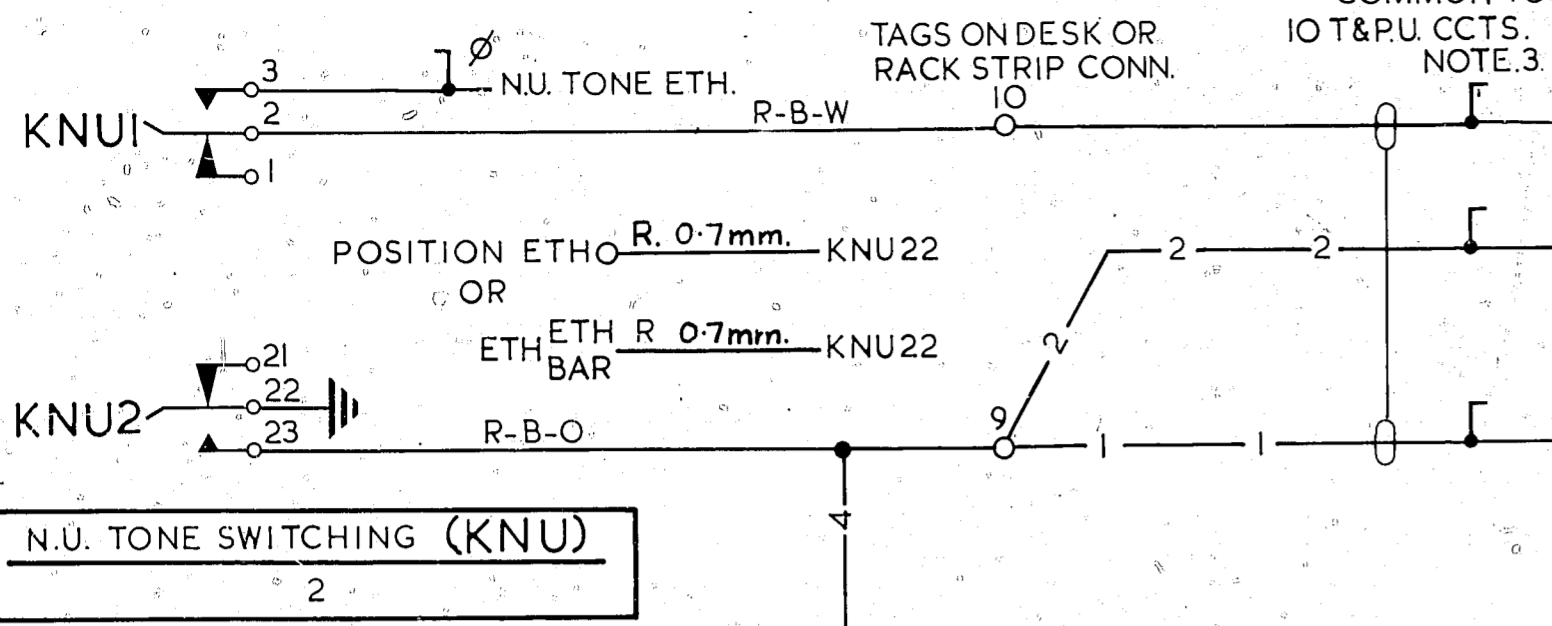 TAGS ON DESK OR
RACK STRIP CONN.
10 T&P.U. CCTS.
NOTE.3.
3
Ø
N.U. TONE ETH.
KNU1
2
R-B-W
10
1
POSITION ETH
R. 0·7mm.
KNU22
OR
ETH
ETH
BAR
R 0·7mm.
KNU22
2
2
2
KNU2
21
22
23
R-B-O
9
1
1
4
N.U. TONE SWITCHING (KNU)
2